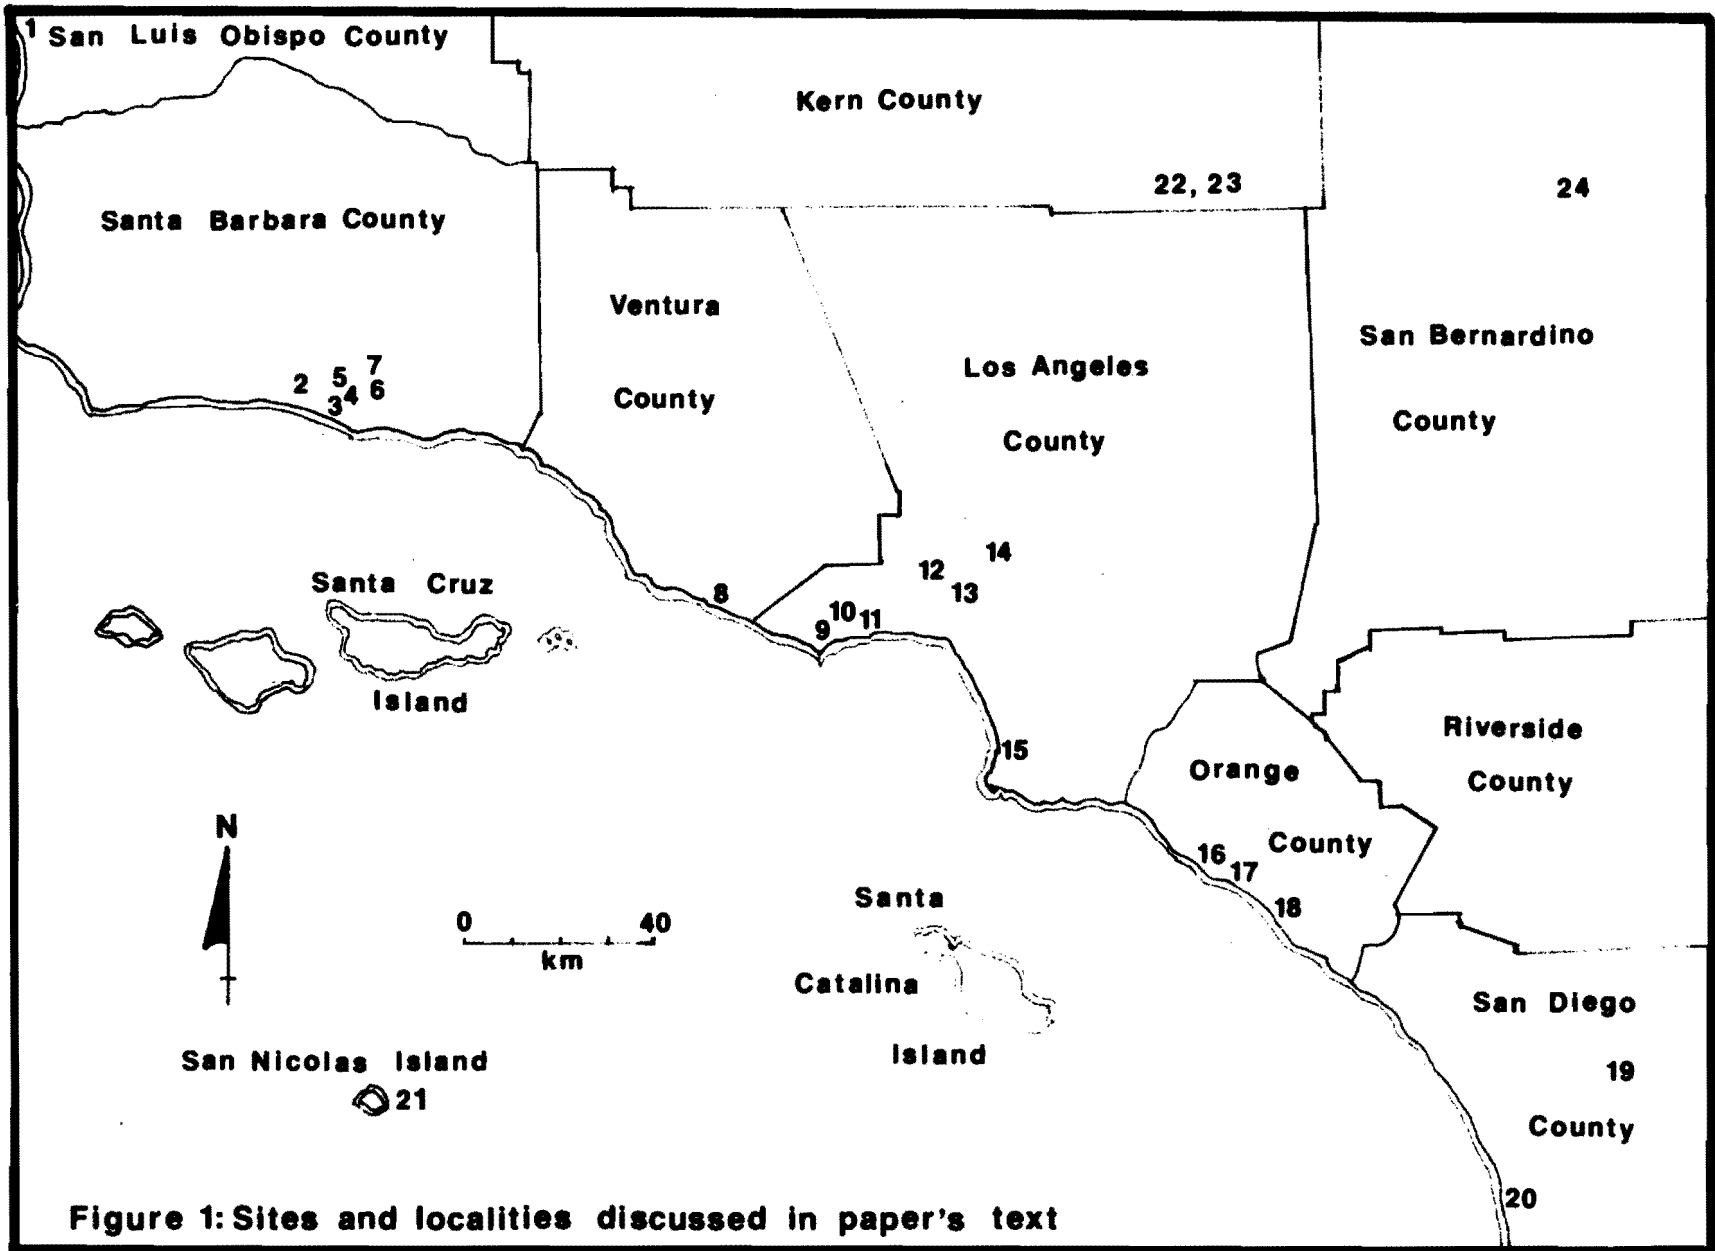 1 San Luis Obispo County
Kern County
22, 23
24
Santa Barbara County
Ventura
County
San Bernardino
County
Los Angeles
County
2
5
7
3
4
6
14
12
13
8
9
10
11
Santa Cruz
Island
15
Orange
County
Riverside
County
16
17
18
N
0 40
km
Santa
Catalina
Island
San Diego
19
County
20
San Nicolas Island
21
Figure 1: Sites and localities discussed in paper's text